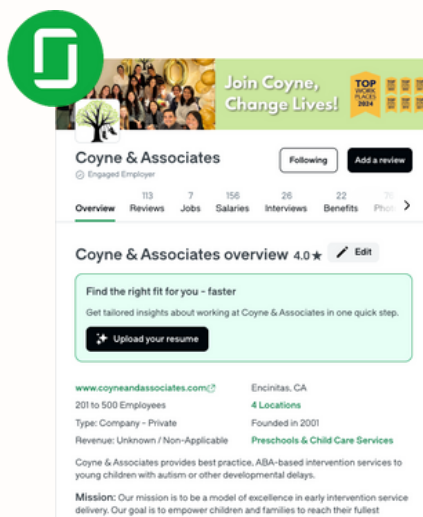 Join Coyne,
Change Lives!
TOP
WORK
PLACES
2024
Coyne & Associates
Engaged Employer
Following
Add a review
113 7 156 26 22
Overview Reviews Jobs Salaries Interviews Benefits
Coyne & Associates overview 4.0 ★ Edit
Find the right fit for you - faster
Get tailored insights about working at Coyne & Associates in one quick step.
Upload your resume
www.coyneandassociates.com Encinitas, CA
201 to 500 Employees 4 Locations
Type: Company - Private Founded in 2001
Revenue: Unknown / Non-Applicable Preschools & Child Care Services
Coyne & Associates provides best practice, ABA-based intervention services to
young children with autism or other developmental delays.
Mission: Our mission is to be a model of excellence in early intervention service
delivery. Our goal is to empower children and families to reach their fullest